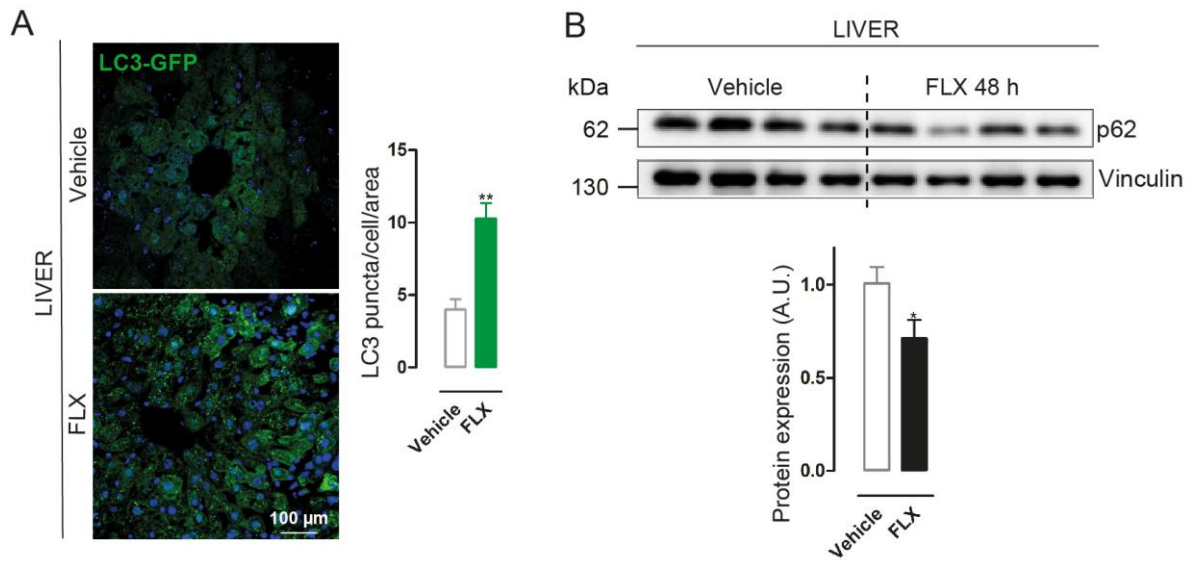 A
LIVER
Vehicle
FLX
LC3-GFP
100 µm
LC3 puncta/cell/area
15
10
5
0
**
Vehicle
FLX
B
LIVER
kDa
Vehicle
FLX 48 h
62
p62
130
Vinculin
Protein expression (A.U.)
1.0
0.5
0.0
*
Vehicle
FLX